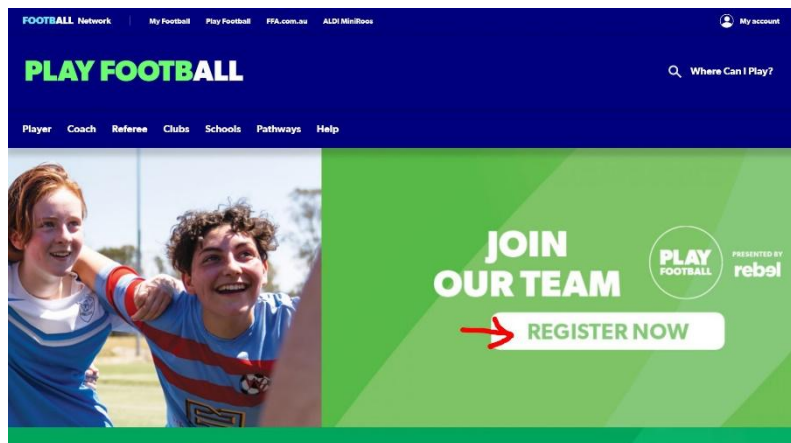 FOOTBALL Network My Football Play Football FFA.com.au ALDI MiniRoos My account
PLAY FOOTBALL
Where Can I Play?
Player Coach Referee Clubs Schools Pathways Help
JOIN
OUR TEAM
PLAY
FOOTBALL
PRESENTED BY
rebel
REGISTER NOW